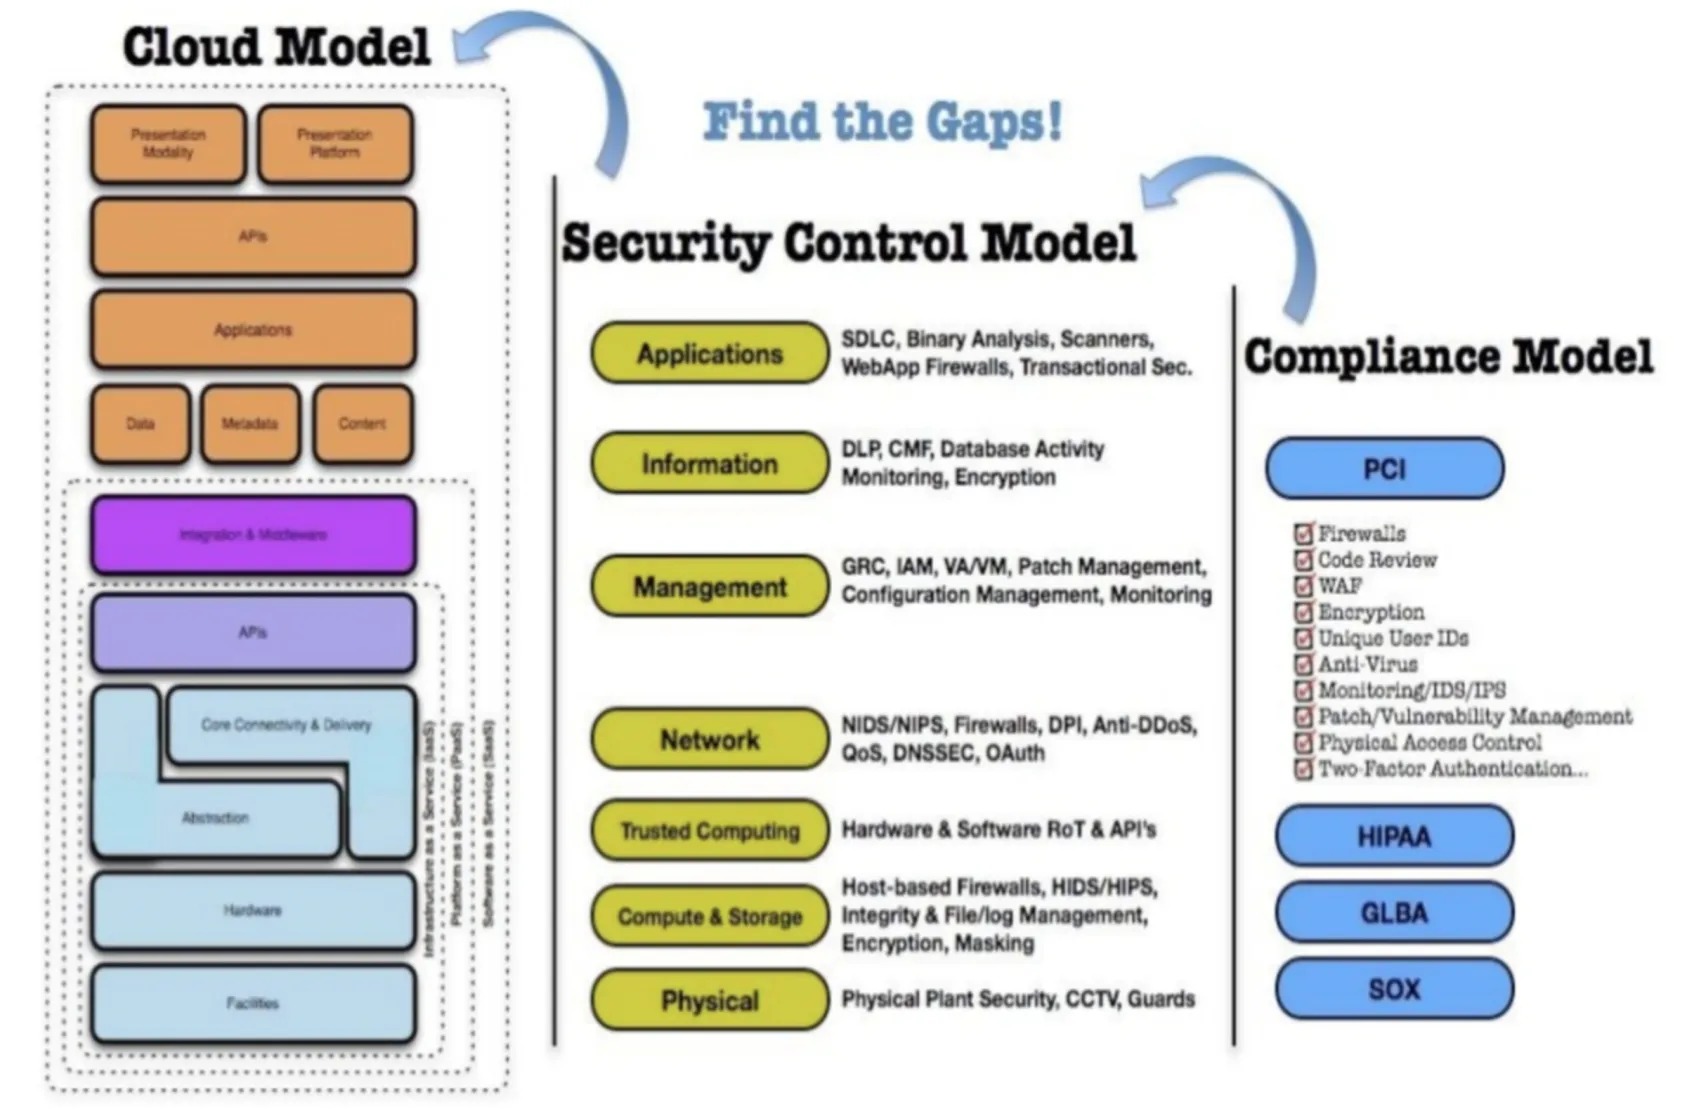 Cloud Model
Presentation
Modality
Presentation
Platform
APIs
Applications
Data
Metadata
Content
Integration & Middleware
APIs
Core Connectivity & Delivery
Abstraction
Hardware
Facilities
Infrastructure as a Service (IaaS)
Platform as a Service (PaaS)
Software as a Service (SaaS)
Find the Gaps!
Security Control Model
Applications
SDLC, Binary Analysis, Scanners,
WebApp Firewalls, Transactional Sec.
Information
DLP, CMF, Database Activity
Monitoring, Encryption
Management
GRC, IAM, VA/VM, Patch Management,
Configuration Management, Monitoring
Network
NIDS/NIPS, Firewalls, DPI, Anti-DDoS,
QoS, DNSSEC, OAuth
Trusted Computing
Hardware & Software RoT & API's
Compute & Storage
Host-based Firewalls, HIDS/HIPS,
Integrity & File/log Management,
Encryption, Masking
Physical
Physical Plant Security, CCTV, Guards
Compliance Model
PCI
Firewalls
Code Review
WAF
Encryption
Unique User IDs
Anti-Virus
Monitoring/IDS/IPS
Patch/Vulnerability Management
Physical Access Control
Two-Factor Authentication...
HIPAA
GLBA
SOX